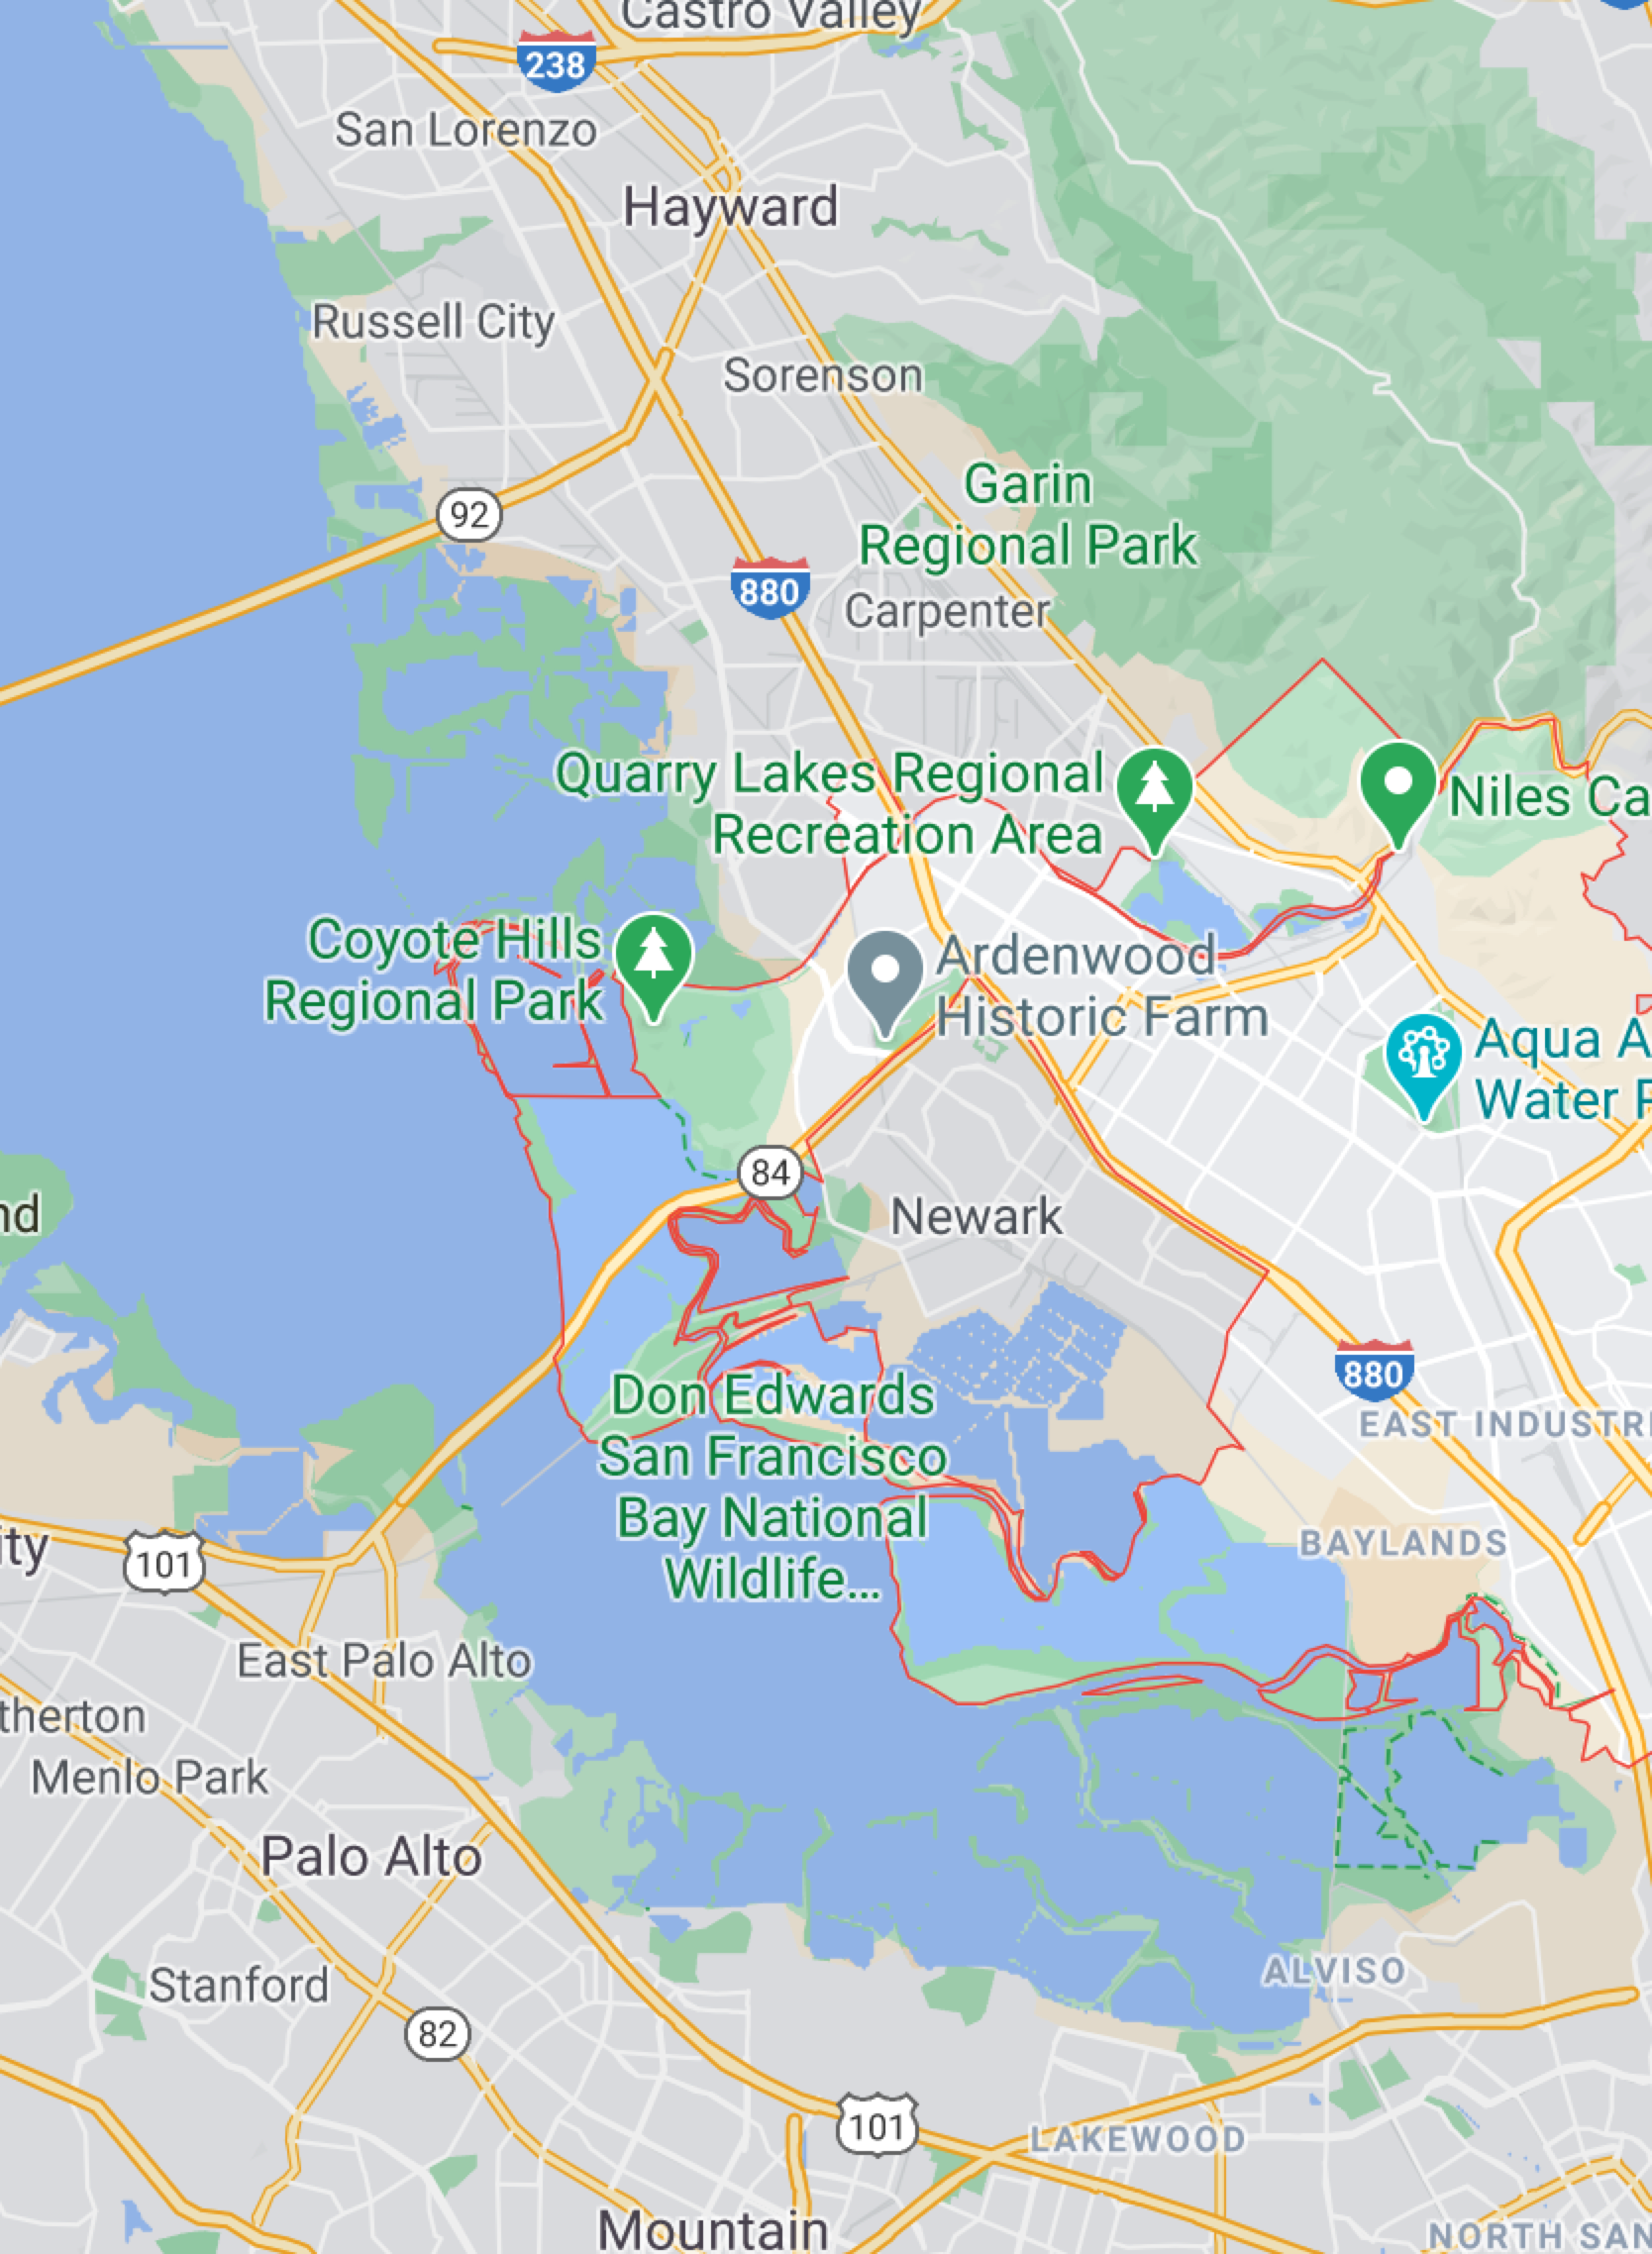 Castro Valley
238
San Lorenzo
Hayward
Russell City
Sorenson
Garin
Regional Park
92
880
Carpenter
Quarry Lakes Regional
Recreation Area
Niles Ca
Coyote Hills
Regional Park
Ardenwood
Historic Farm
Aqua A
Water P
84
nd
Newark
880
Don Edwards
San Francisco
Bay National
Wildlife...
EAST INDUSTRI
BAYLANDS
ity
101
East Palo Alto
therton
Menlo Park
Palo Alto
ALVISO
Stanford
82
101
LAKEWOOD
Mountain
NORTH SAN